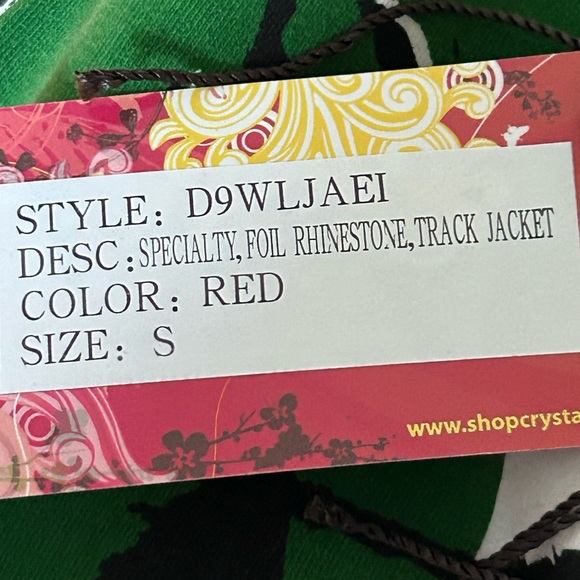 STYLE: D9WLJAEI
DESC:SPECIALTY, FOIL RHINESTONE, TRACK JACKET
COLOR: RED
SIZE: S
www.shopcrysta